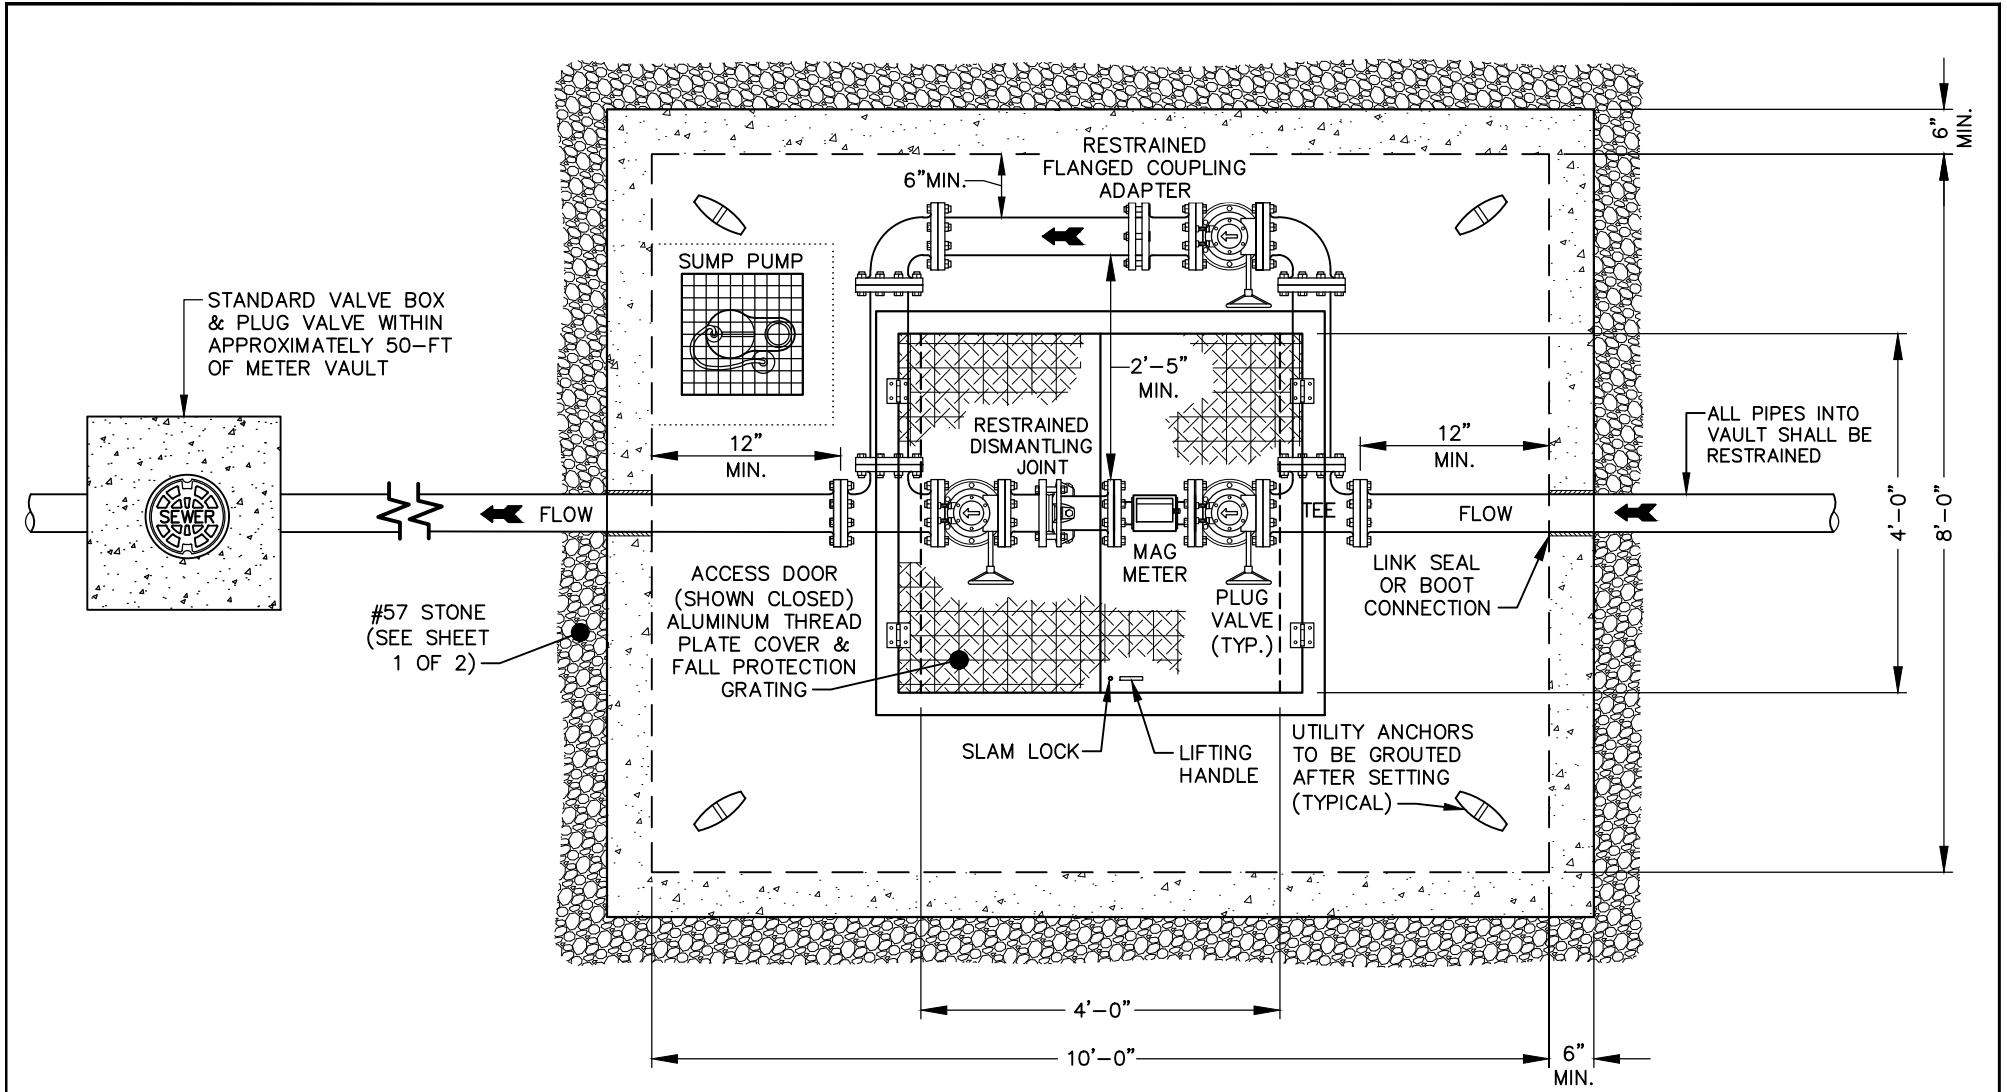 6"
MIN.
RESTRAINED
FLANGED COUPLING
ADAPTER
6"MIN.
SUMP PUMP
STANDARD VALVE BOX
& PLUG VALVE WITHIN
APPROXIMATELY 50-FT
OF METER VAULT
2'-5"
MIN.
RESTRAINED
DISMANTLING
JOINT
12"
MIN.
12"
MIN.
ALL PIPES INTO
VAULT SHALL BE
RESTRAINED
4'-0"
8'-0"
SEWER
FLOW
TEE
FLOW
MAG
METER
LINK SEAL
OR BOOT
CONNECTION
PLUG
VALVE
(TYP.)
#57 STONE
(SEE SHEET
1 OF 2)
ACCESS DOOR
(SHOWN CLOSED)
ALUMINUM THREAD
PLATE COVER &
FALL PROTECTION
GRATING
SLAM LOCK
LIFTING
HANDLE
UTILITY ANCHORS
TO BE GROUTED
AFTER SETTING
(TYPICAL)
4'-0"
10'-0"
6"
MIN.